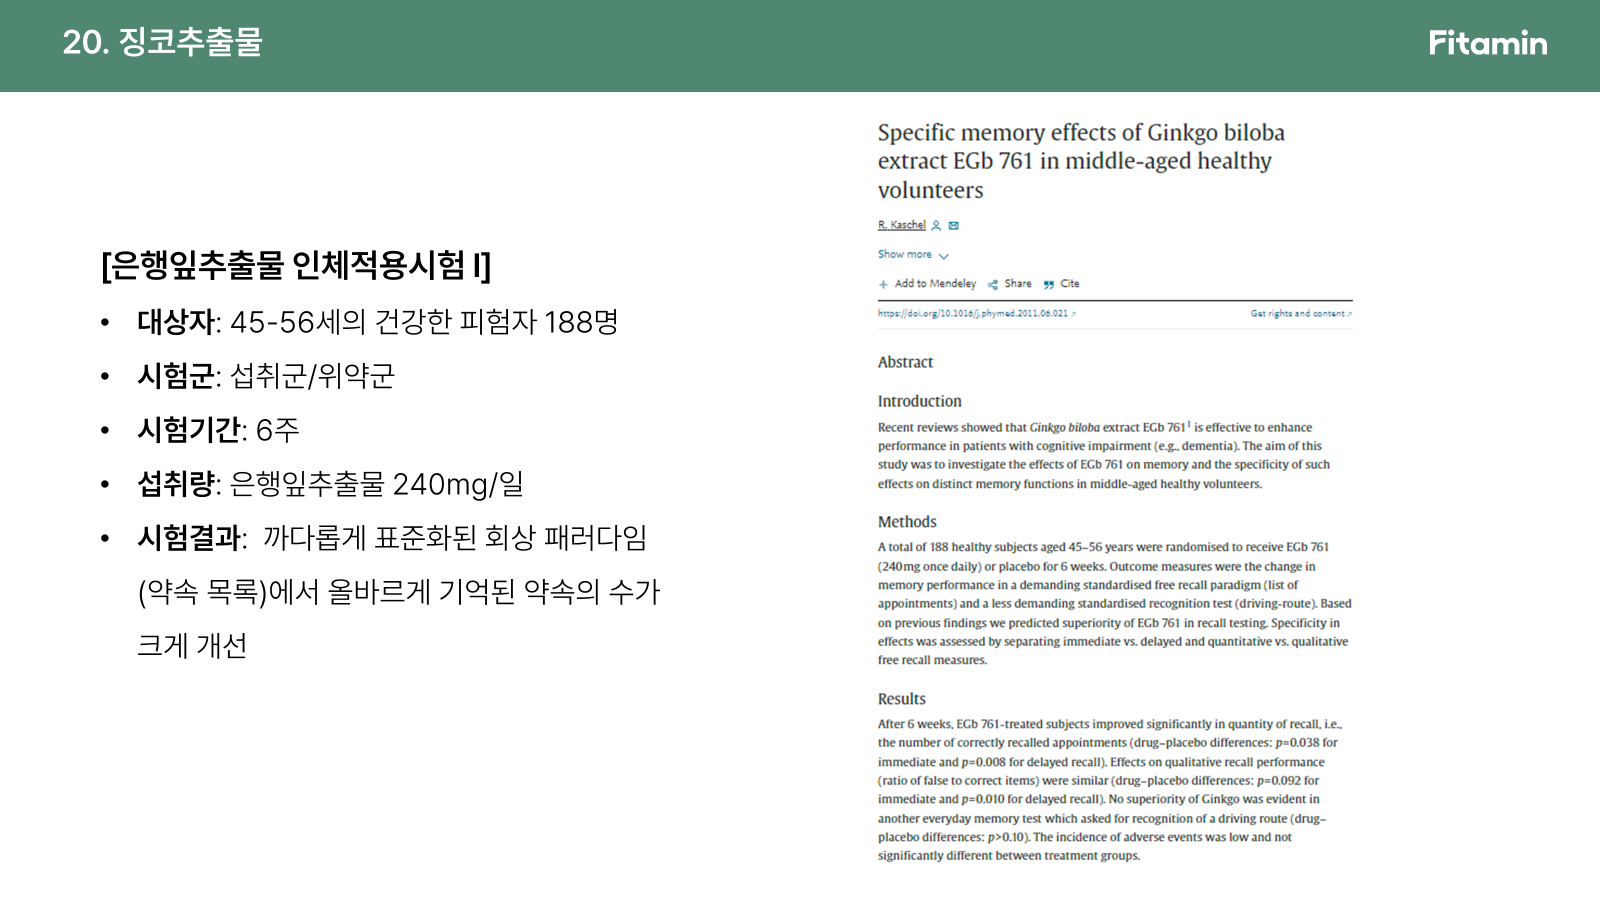 20. 징코추출물
Fitamin
[은행잎추출물 인체적용시험 I]
• 대상자: 45-56세의 건강한 피험자 188명
• 시험군: 섭취군/위약군
• 시험기간: 6주
• 섭취량: 은행잎추출물 240mg/일
• 시험결과: 까다롭게 표준화된 회상 패러다임
(약속 목록)에서 올바르게 기억된 약속의 수가
크게 개선
Specific memory effects of Ginkgo biloba
extract EGb 761 in middle-aged healthy
volunteers
R. Kaschel
Show more
+ Add to Mendeley Share Cite
https://doi.org/10.1016/j.phymed.2011.06.021 ↗ Get rights and content ↗
Abstract
Introduction
Recent reviews showed that Ginkgo biloba extract EGb 761¹ is effective to enhance
performance in patients with cognitive impairment (e.g., dementia). The aim of this
study was to investigate the effects of EGb 761 on memory and the specificity of such
effects on distinct memory functions in middle-aged healthy volunteers.
Methods
A total of 188 healthy subjects aged 45–56 years were randomised to receive EGb 761
(240 mg once daily) or placebo for 6 weeks. Outcome measures were the change in
memory performance in a demanding standardised free recall paradigm (list of
appointments) and a less demanding standardised recognition test (driving-route). Based
on previous findings we predicted superiority of EGb 761 in recall testing. Specificity in
effects was assessed by separating immediate vs. delayed and quantitative vs. qualitative
free recall measures.
Results
After 6 weeks, EGb 761-treated subjects improved significantly in quantity of recall, i.e.,
the number of correctly recalled appointments (drug–placebo differences: p=0.038 for
immediate and p=0.008 for delayed recall). Effects on qualitative recall performance
(ratio of false to correct items) were similar (drug–placebo differences: p=0.092 for
immediate and p=0.010 for delayed recall). No superiority of Ginkgo was evident in
another everyday memory test which asked for recognition of a driving route (drug–
placebo differences: p>0.10). The incidence of adverse events was low and not
significantly different between treatment groups.